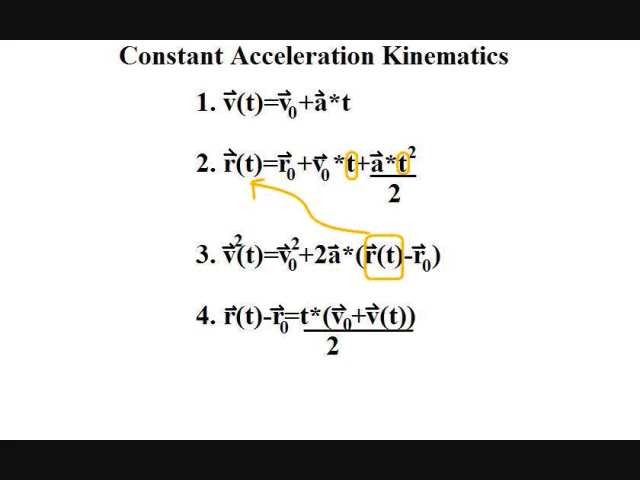 Constant Acceleration Kinematics
1. v⃗(t)=v⃗₀+a⃗*t
2. r⃗(t)=r⃗₀+v⃗₀*t+a⃗*t²
2
3. v⃗²(t)=v⃗₀²+2a⃗*(r⃗(t)-r⃗₀)
4. r⃗(t)-r⃗₀=t*(v⃗₀+v⃗(t))
2